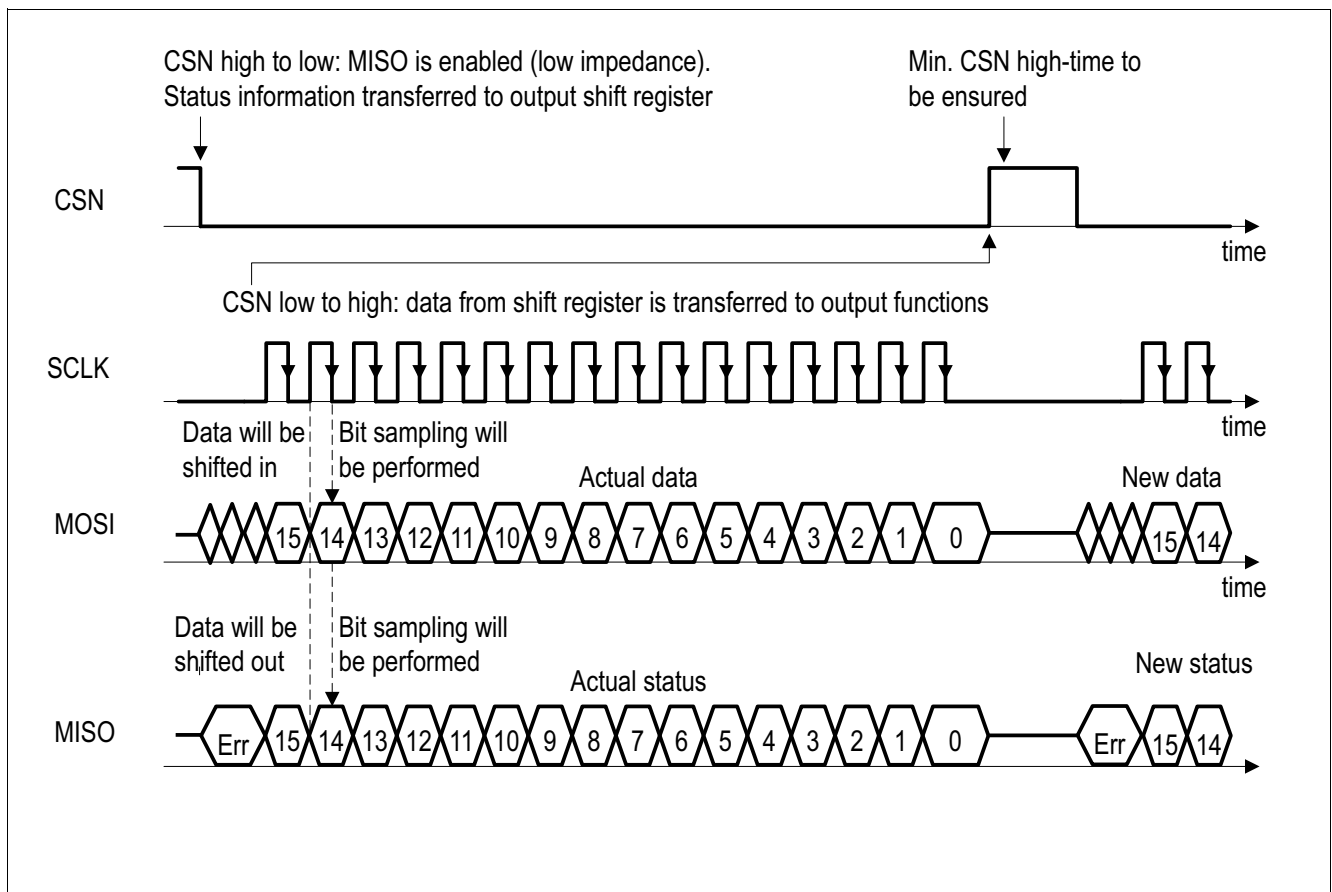 CSN high to low: MISO is enabled (low impedance).
Status information transferred to output shift register
Min. CSN high-time to
be ensured
CSN
time
CSN low to high: data from shift register is transferred to output functions
SCLK
time
Data will be
shifted in
Bit sampling will
be performed
Actual data
New data
MOSI
15 14 13 12 11 10 9 8 7 6 5 4 3 2 1 0 15 14
time
Data will be
shifted out
Bit sampling will
be performed
Actual status
New status
MISO
Err 15 14 13 12 11 10 9 8 7 6 5 4 3 2 1 0 Err 15 14